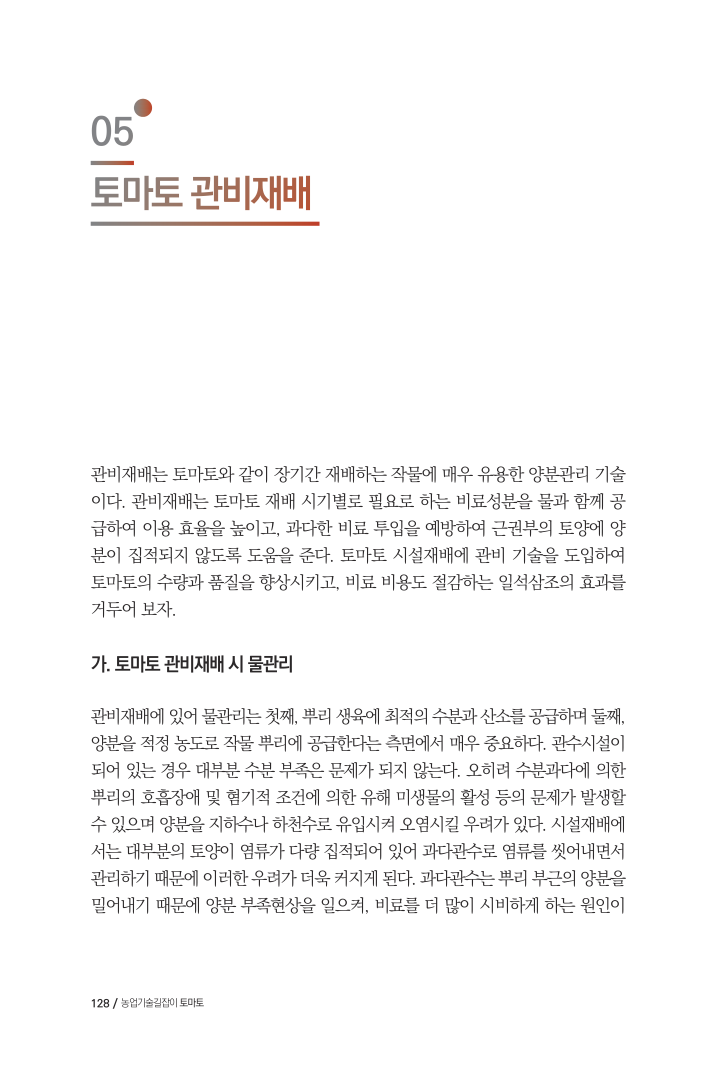 05
토마토 관비재배
관비재배는 토마토와 같이 장기간 재배하는 작물에 매우 유용한 양분관리 기술
이다. 관비재배는 토마토 재배 시기별로 필요로 하는 비료성분을 물과 함께 공
급하여 이용 효율을 높이고, 과다한 비료 투입을 예방하여 근권부의 토양에 양
분이 집적되지 않도록 도움을 준다. 토마토 시설재배에 관비 기술을 도입하여
토마토의 수량과 품질을 향상시키고, 비료 비용도 절감하는 일석삼조의 효과를
거두어 보자.
가. 토마토 관비재배 시 물관리
관비재배에 있어 물관리는 첫째, 뿌리 생육에 최적의 수분과 산소를 공급하며 둘째,
양분을 적정 농도로 작물 뿌리에 공급한다는 측면에서 매우 중요하다. 관수시설이
되어 있는 경우 대부분 수분 부족은 문제가 되지 않는다. 오히려 수분과다에 의한
뿌리의 호흡장애 및 혐기적 조건에 의한 유해 미생물의 활성 등의 문제가 발생할
수 있으며 양분을 지하수나 하천수로 유입시켜 오염시킬 우려가 있다. 시설재배에
서는 대부분의 토양이 염류가 다량 집적되어 있어 과다관수로 염류를 씻어내면서
관리하기 때문에 이러한 우려가 더욱 커지게 된다. 과다관수는 뿌리 부근의 양분을
밀어내기 때문에 양분 부족현상을 일으켜, 비료를 더 많이 시비하게 하는 원인이
128 / 농업기술길잡이 토마토